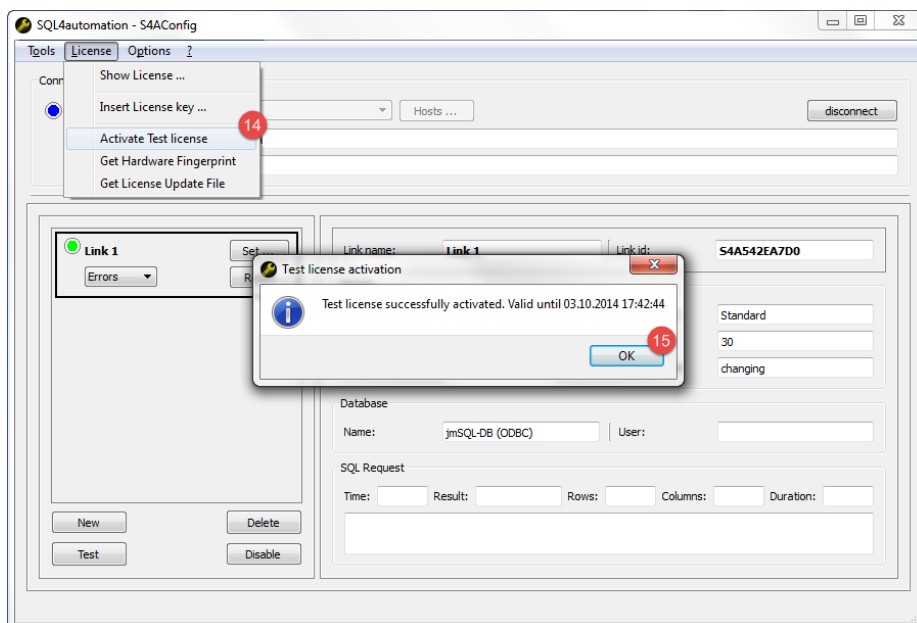 SQL4automation - S4AConfig
Tools License Options ?
Show License ...
Insert License key ...
14
Activate Test license
Get Hardware Fingerprint
Get License Update File
Hosts ...
disconnect
Link 1
Set ...
Errors
Link name: Link 1 Link id: S4A542EA7D0
Test license activation
Test license successfully activated. Valid until 03.10.2014 17:42:44
15
OK
Standard
30
changing
Database
Name: jmSQL-DB (ODBC) User:
SQL Request
Time: Result: Rows: Columns: Duration:
New Delete
Test Disable